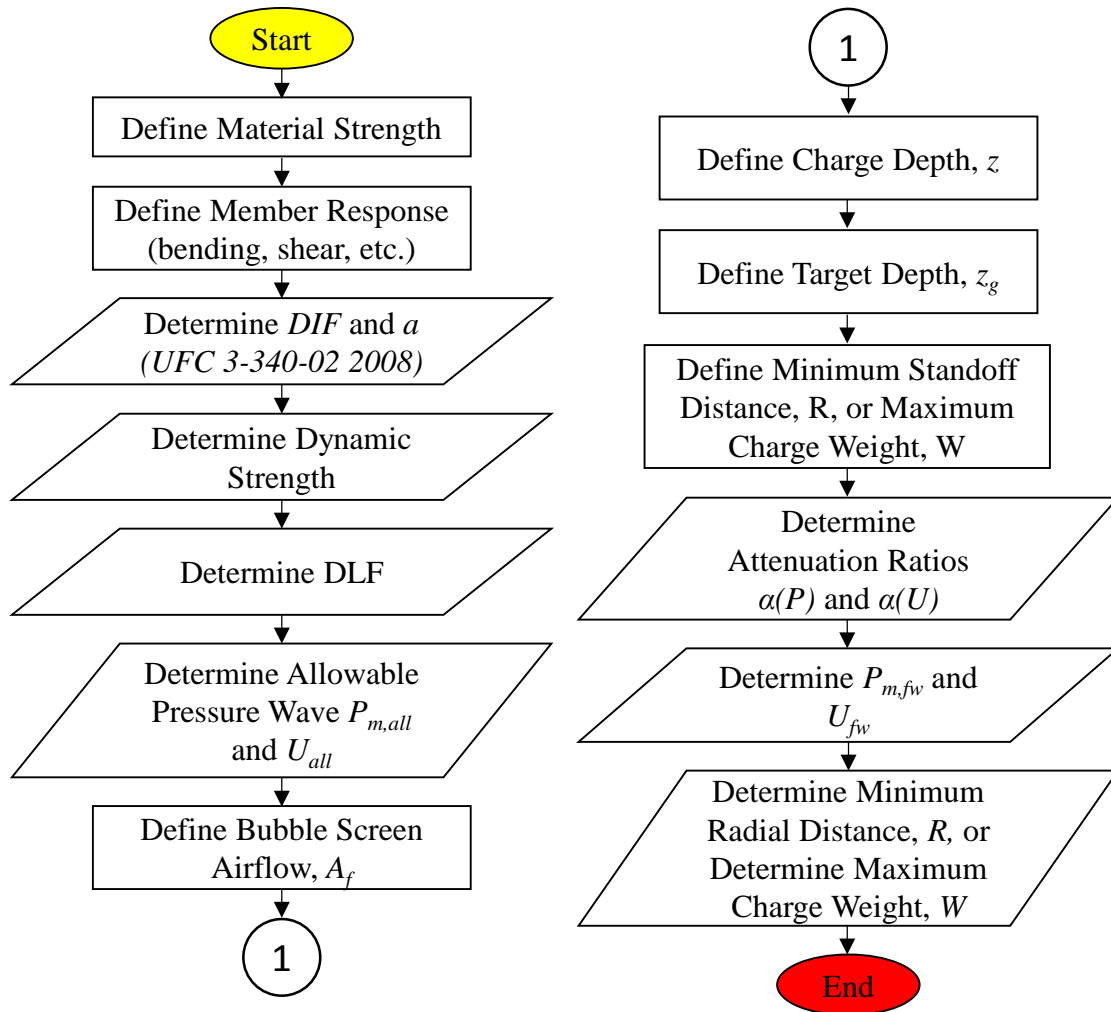 Start
Define Material Strength
Define Member Response
(bending, shear, etc.)
Determine DIF and a
(UFC 3-340-02 2008)
Determine Dynamic
Strength
Determine DLF
Determine Allowable
Pressure Wave Pm,all
and Uall
Define Bubble Screen
Airflow, Af
1
1
Define Charge Depth, z
Define Target Depth, zg
Define Minimum Standoff
Distance, R, or Maximum
Charge Weight, W
Determine
Attenuation Ratios
α(P) and α(U)
Determine Pm,fw and
Ufw
Determine Minimum
Radial Distance, R, or
Determine Maximum
Charge Weight, W
End